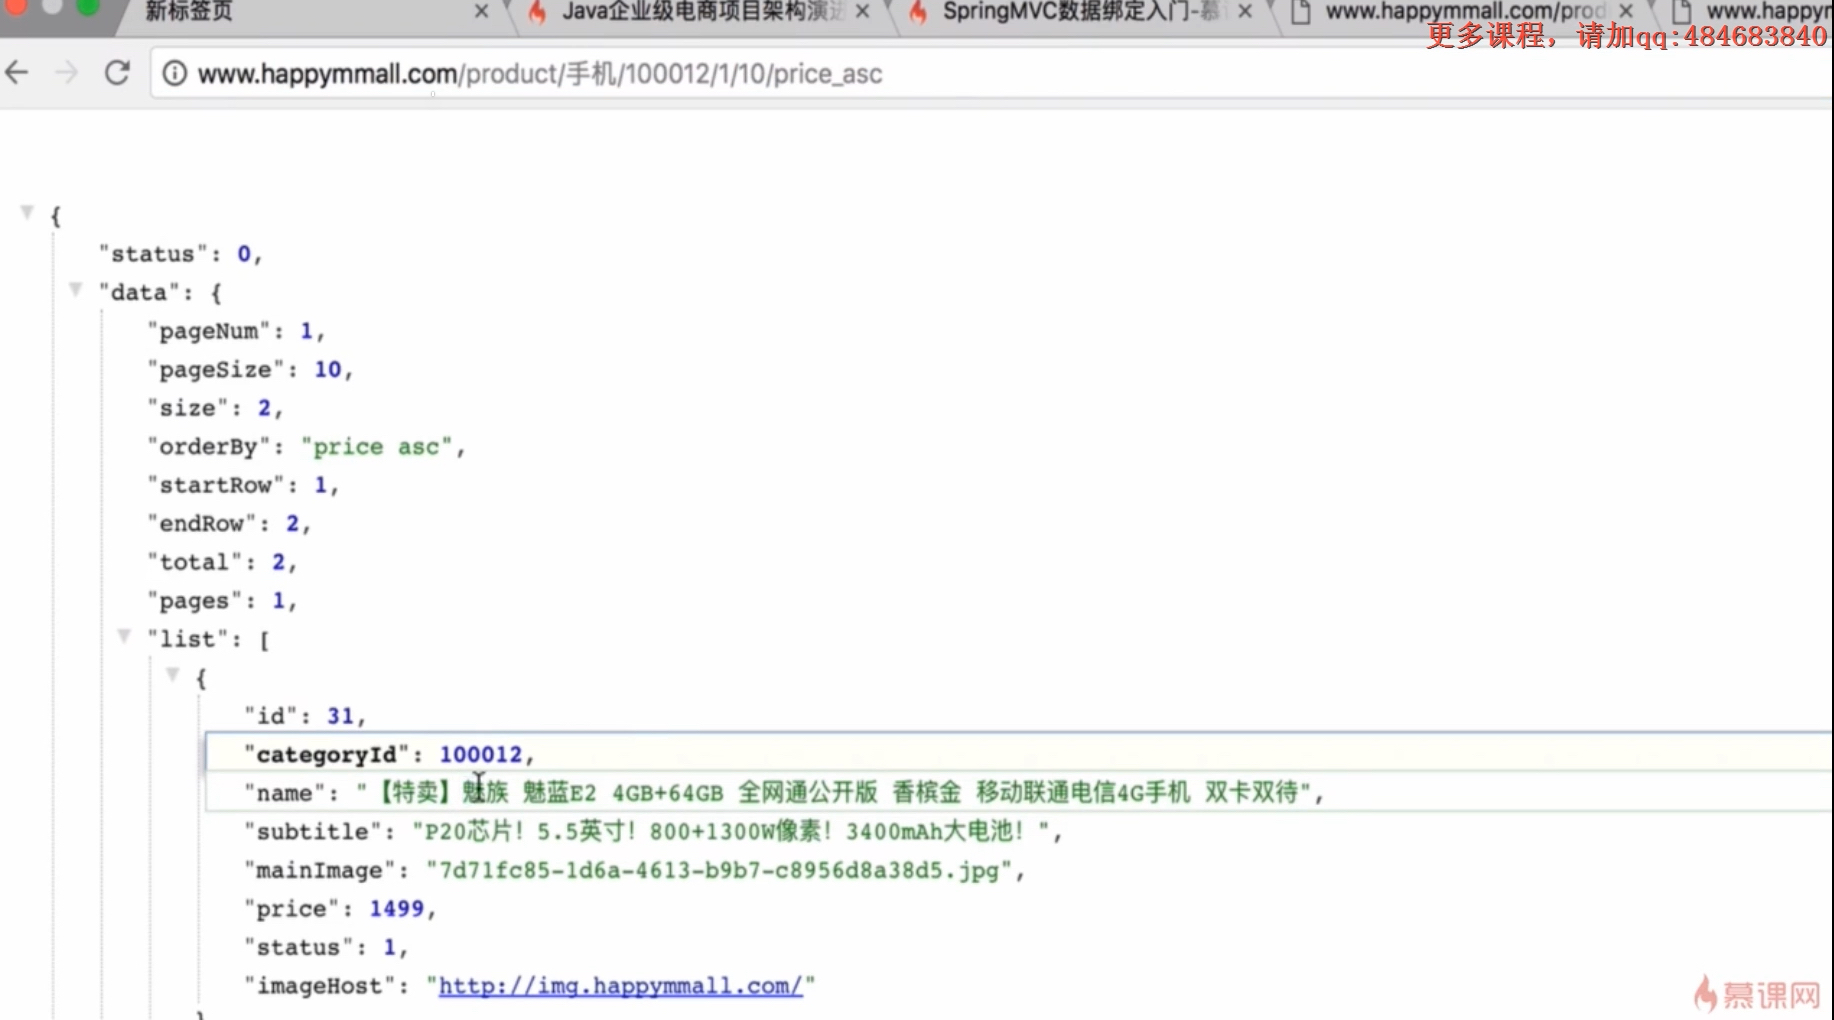 新标签页
Java企业级电商项目架构演进
SpringMVC数据绑定入门-慕
www.happymmall.com/prod
www.happym
更多课程，请加qq:484683840
www.happymmall.com/product/手机/100012/1/10/price_asc
{
"status": 0,
"data": {
"pageNum": 1,
"pageSize": 10,
"size": 2,
"orderBy": "price asc",
"startRow": 1,
"endRow": 2,
"total": 2,
"pages": 1,
"list": [
{
"id": 31,
"categoryId": 100012,
"name": "【特卖】魅族 魅蓝E2 4GB+64GB 全网通公开版 香槟金 移动联通电信4G手机 双卡双待",
"subtitle": "P20芯片！5.5英寸！800+1300W像素！3400mAh大电池！",
"mainImage": "7d71fc85-1d6a-4613-b9b7-c8956d8a38d5.jpg",
"price": 1499,
"status": 1,
"imageHost": "http://img.happymmall.com/"
}
慕课网